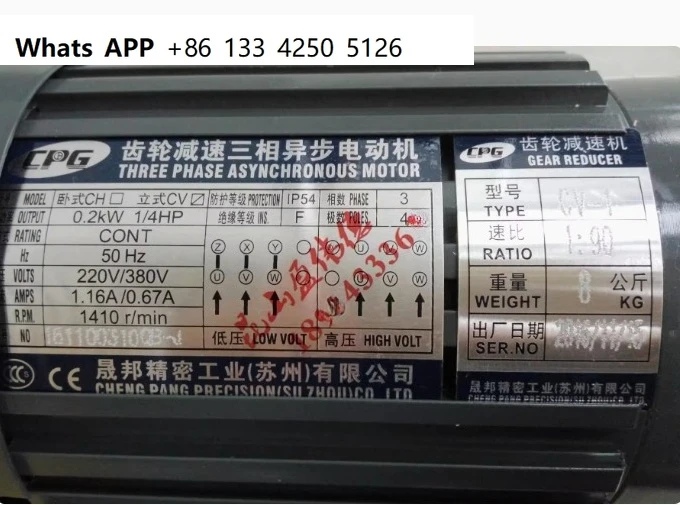 Whats APP +86 133 4250 5126
CPG 齿轮减速三相异步电动机
THREE PHASE ASYNCHRONOUS MOTOR
MODEL 卧式CH □ 立式CV ☑ 防护等级 PROTECTION IP54 相数 PHASE 3
OUTPUT 0.2kW 1/4HP 绝缘等级 INS. F 极数 POLES 4
RATING CONT
Hz 50 Hz
VOLTS 220V/380V
AMPS 1.16A/0.67A
R.P.M. 1410 r/min
Z X Y
U V W
U V W
NO
低压 LOW VOLT 高压 HIGH VOLT
CCC CE 晟邦精密工业(苏州)有限公司
CHENG PANG PRECISION(SU ZHOU)CO. LTD
CPG 齿轮减速机
GEAR REDUCER
型号 TYPE CV-1
速比 RATIO 1:90
重量 WEIGHT 8 公斤 KG
出厂日期 SER.NO
晟邦精密工业(苏州)有限公司
CHENG PANG PRECISION(SU ZHOU)CO. LTD